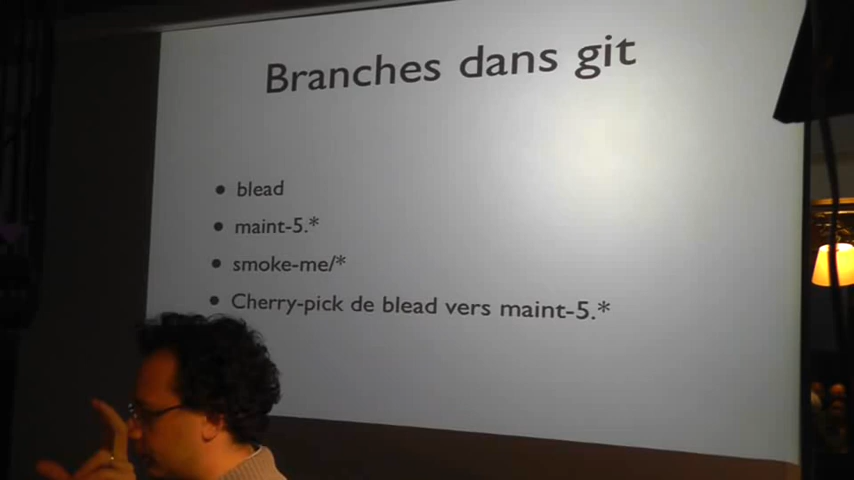 Branches dans git
• blead
• maint-5.*
• smoke-me/*
• Cherry-pick de blead vers maint-5.*